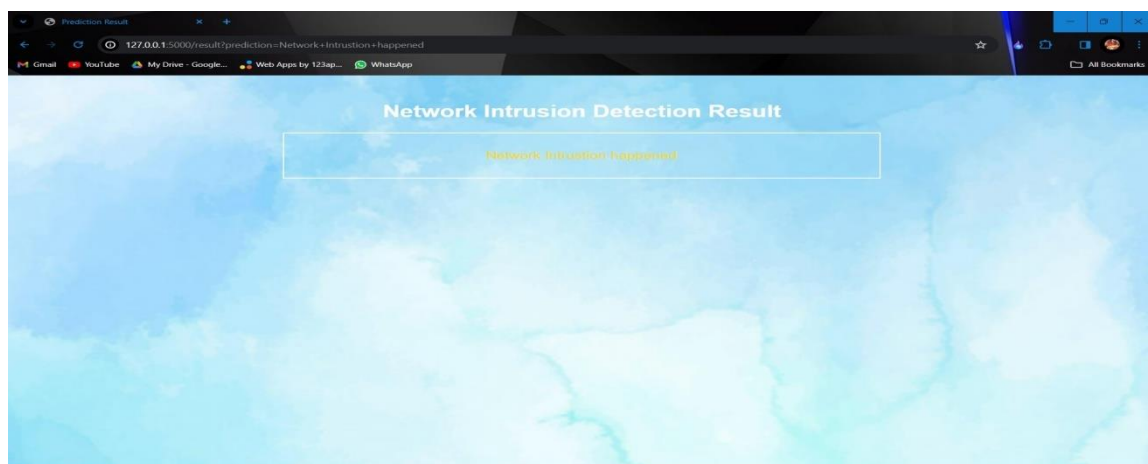 Prediction Result
127.0.0.1:5000/result?prediction=Network+Intrustion+happened
Gmail YouTube My Drive - Google... Web Apps by 123ap... WhatsApp All Bookmarks
Network Intrusion Detection Result
Network Intrustion happened